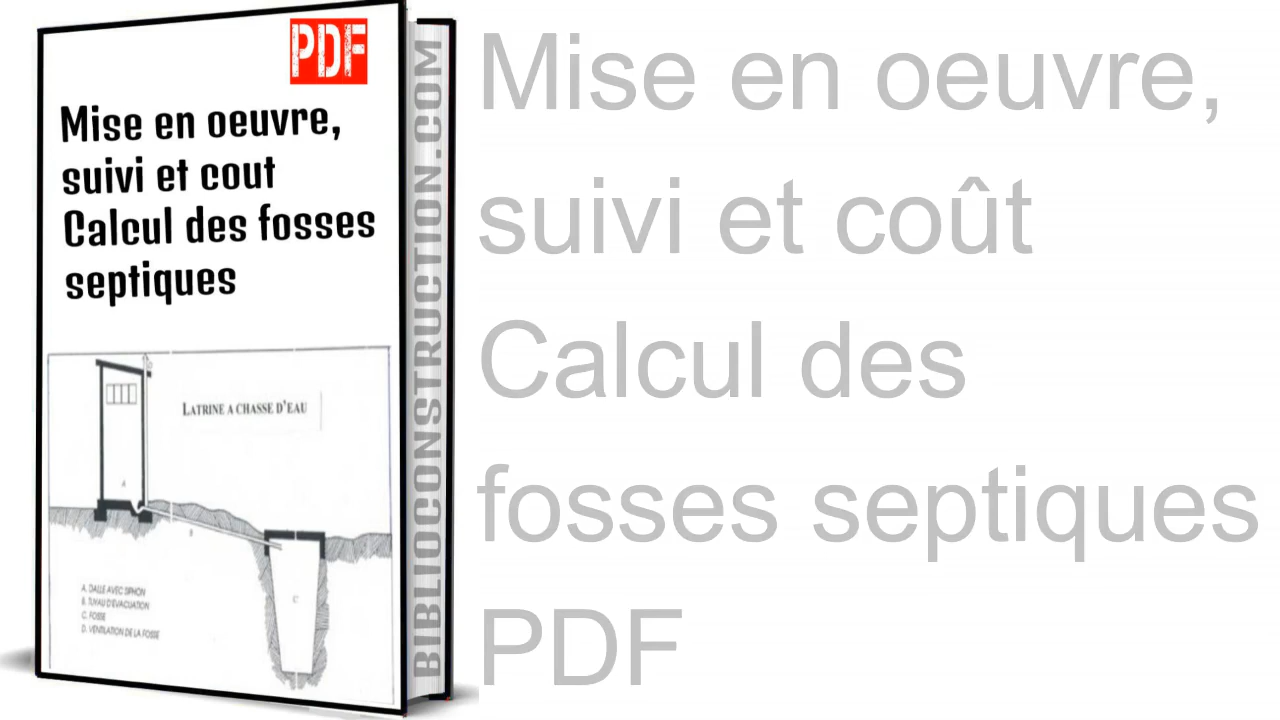 PDF
Mise en oeuvre,
suivi et cout
Calcul des fosses
septiques
LATRINE A CHASSE D'EAU
A
B
C
A. DALLE AVEC SIPHON
B. TUYAU D'EVACUATION
C. FOSSE
D. VENTILATION DE LA FOSSE
BIBLIOCONSTRUCTION.COM
Mise en oeuvre,
suivi et coût
Calcul des
fosses septiques
PDF